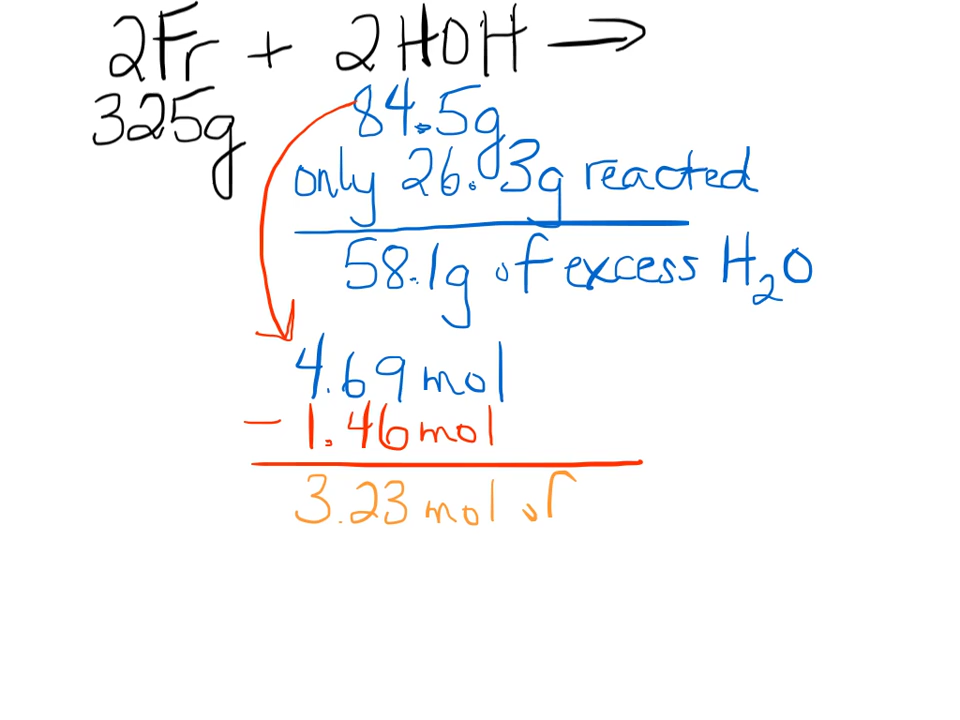 2Fr + 2HOH →
325g 84.5g
only 26.3g reacted
58.1g of excess H₂O
4.69 mol
- 1.46 mol
3.23 mol of